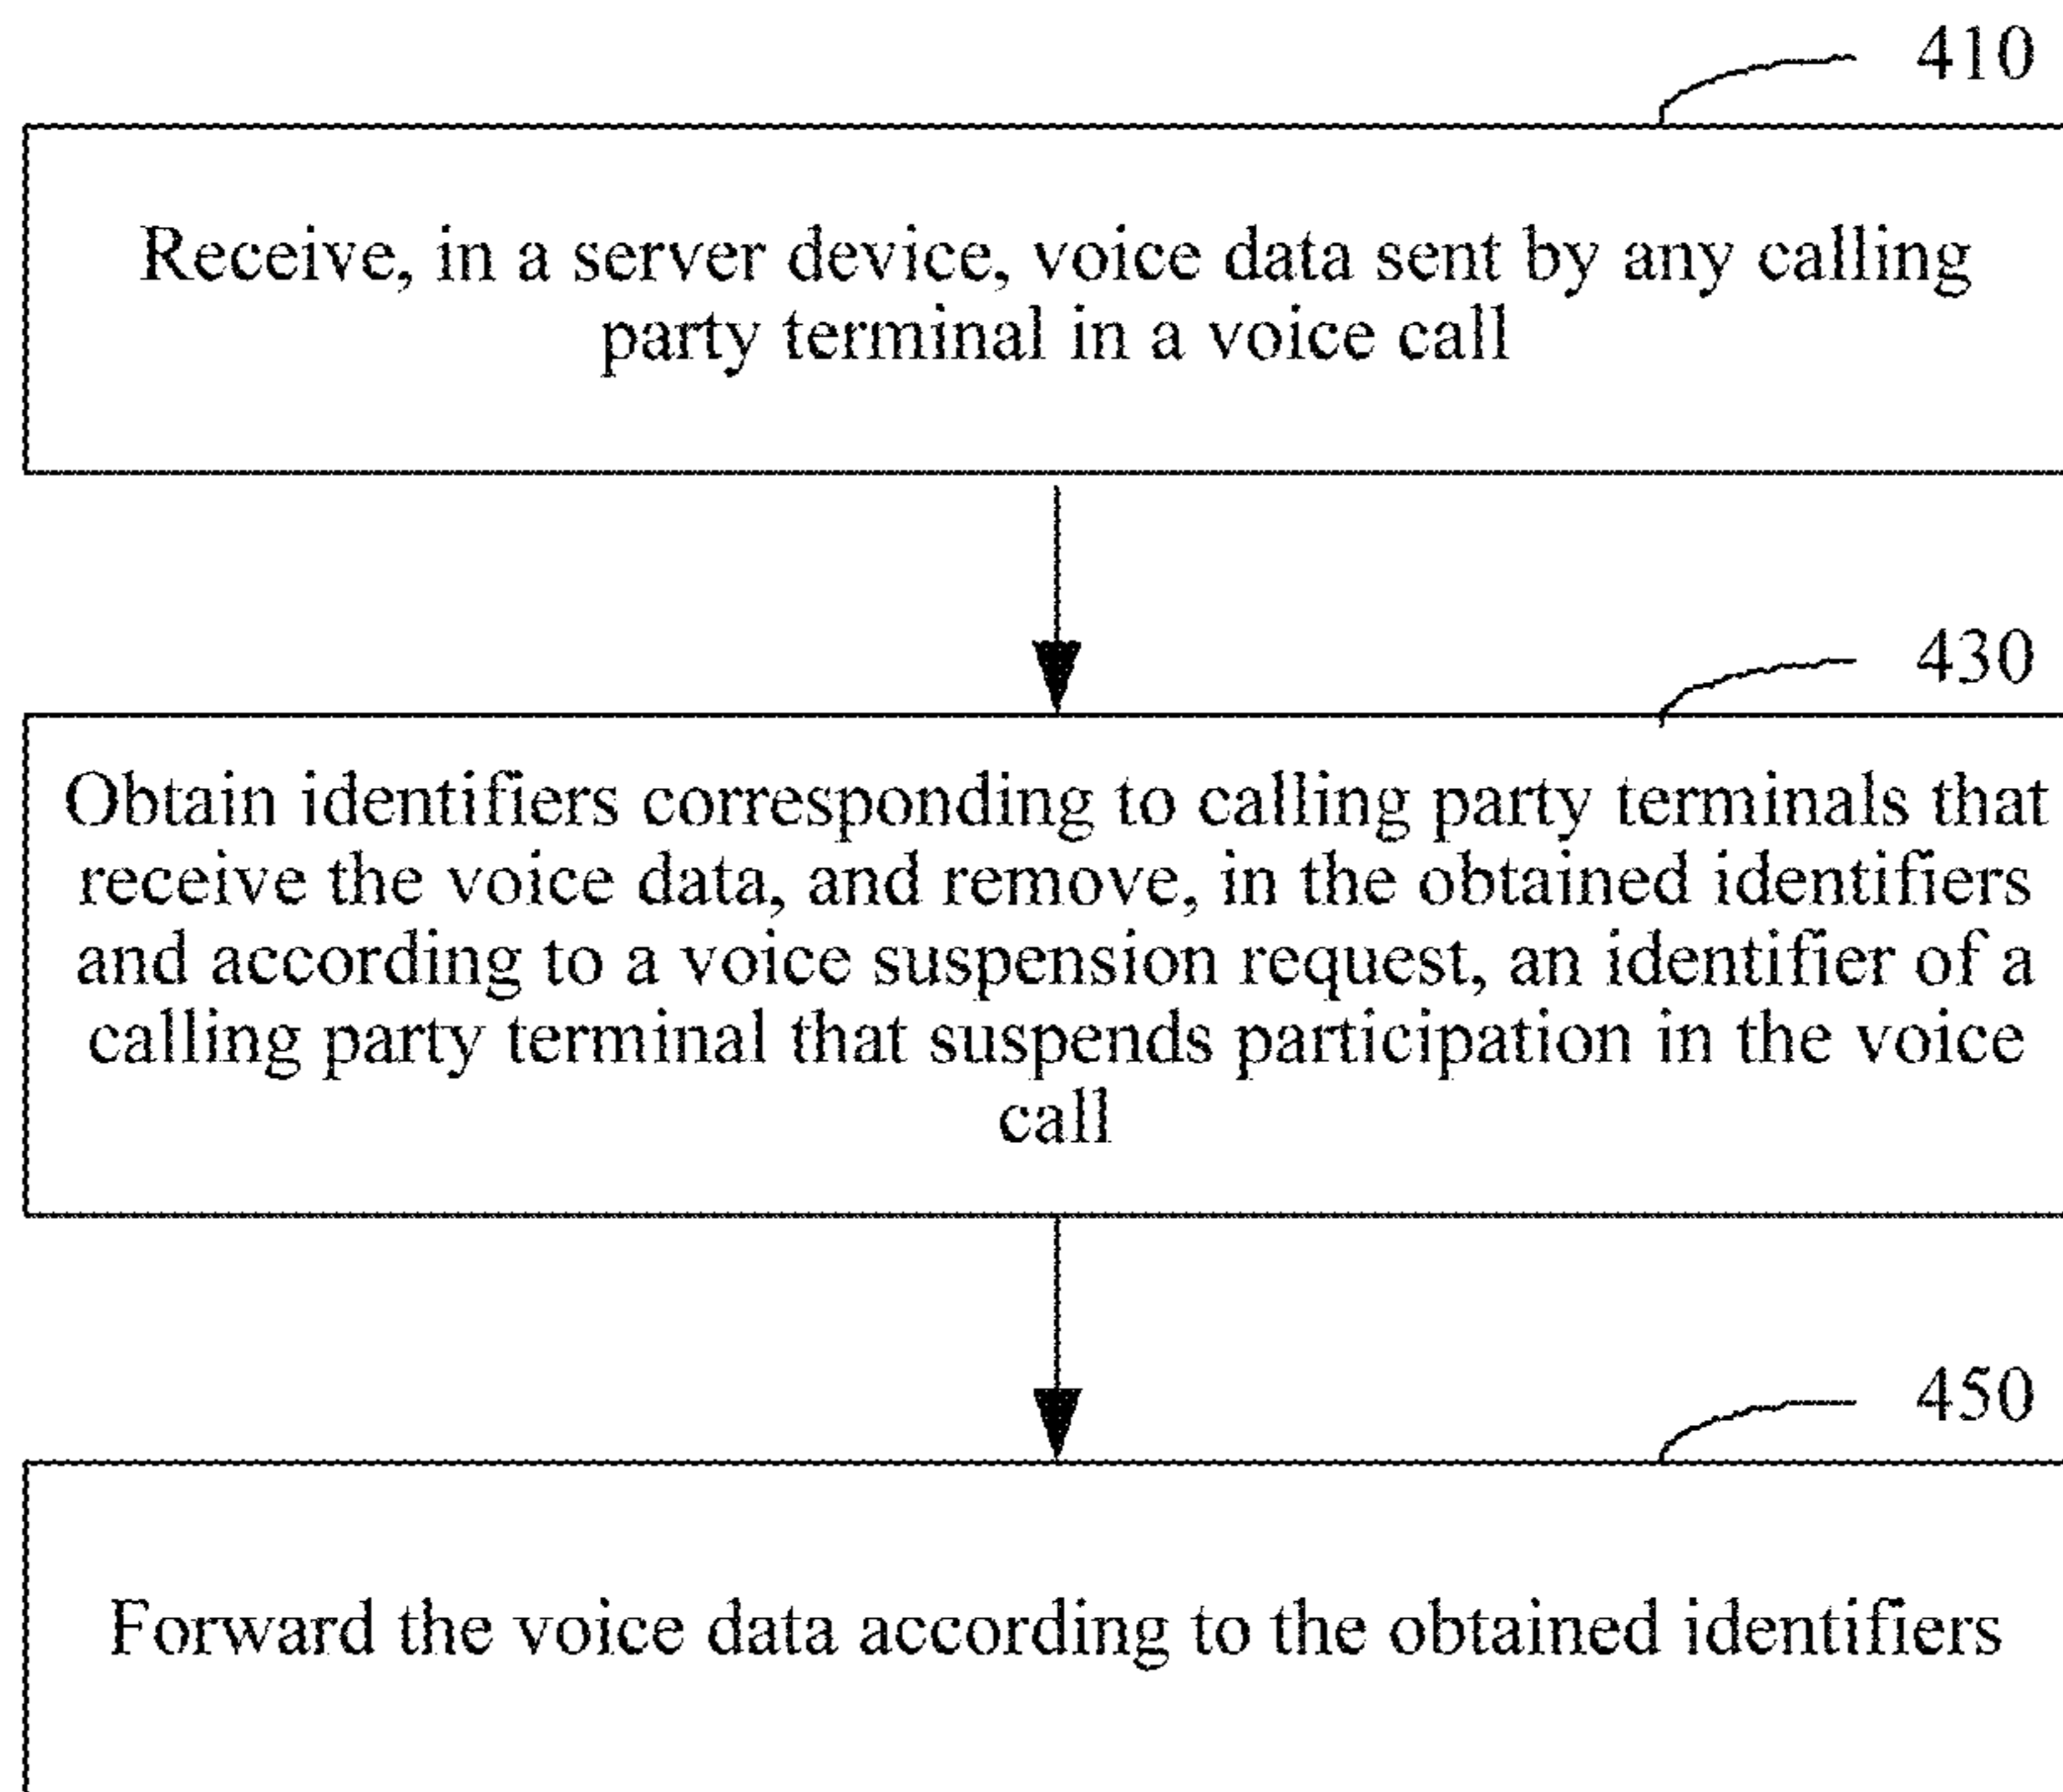 410
Receive, in a server device, voice data sent by any calling
party terminal in a voice call
430
Obtain identifiers corresponding to calling party terminals that
receive the voice data, and remove, in the obtained identifiers
and according to a voice suspension request, an identifier of a
calling party terminal that suspends participation in the voice
call
450
Forward the voice data according to the obtained identifiers